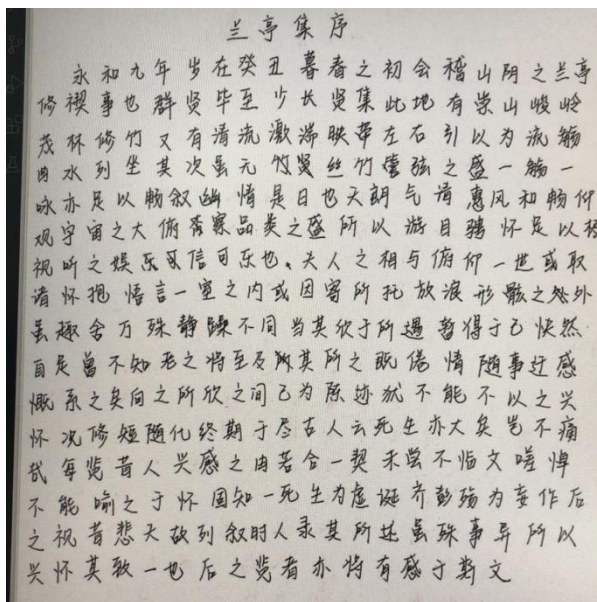 兰亭集序
永和九年岁在癸丑暮春之初会稽山阴之兰亭
修禊事也群贤毕至少长贤集此地有崇山峻岭
茂林修竹又有清流激湍映带左右引以为流觞
曲水列坐其次虽无丝竹管弦之盛一觞一
咏亦足以畅叙幽情是日也天朗气清惠风和畅仰
观宇宙之大俯察品类之盛所以游目骋怀足以极
视听之娱乐可信可乐也、夫人之相与俯仰一世或取
诸怀抱悟言一室之内或因寄所托放浪形骸之外
虽趣舍万殊静躁不同当其欣于所遇暂得于己快然
自足曾不知老之将至及其所之既倦情随事迁感
慨系之矣向之所欣之间已为陈迹犹不能不以之兴
怀次修短随化终期于尽古人云死生亦大矣岂不痛
哉每览昔人兴感之由若合一契未尝不临文嗟悼
不能喻之于怀固知一死生为虚诞齐彭殇为妄作后
之视昔悲夫故列叙时人录其所述虽殊事异所以
兴怀其致一也后之览者亦将有感于斯文